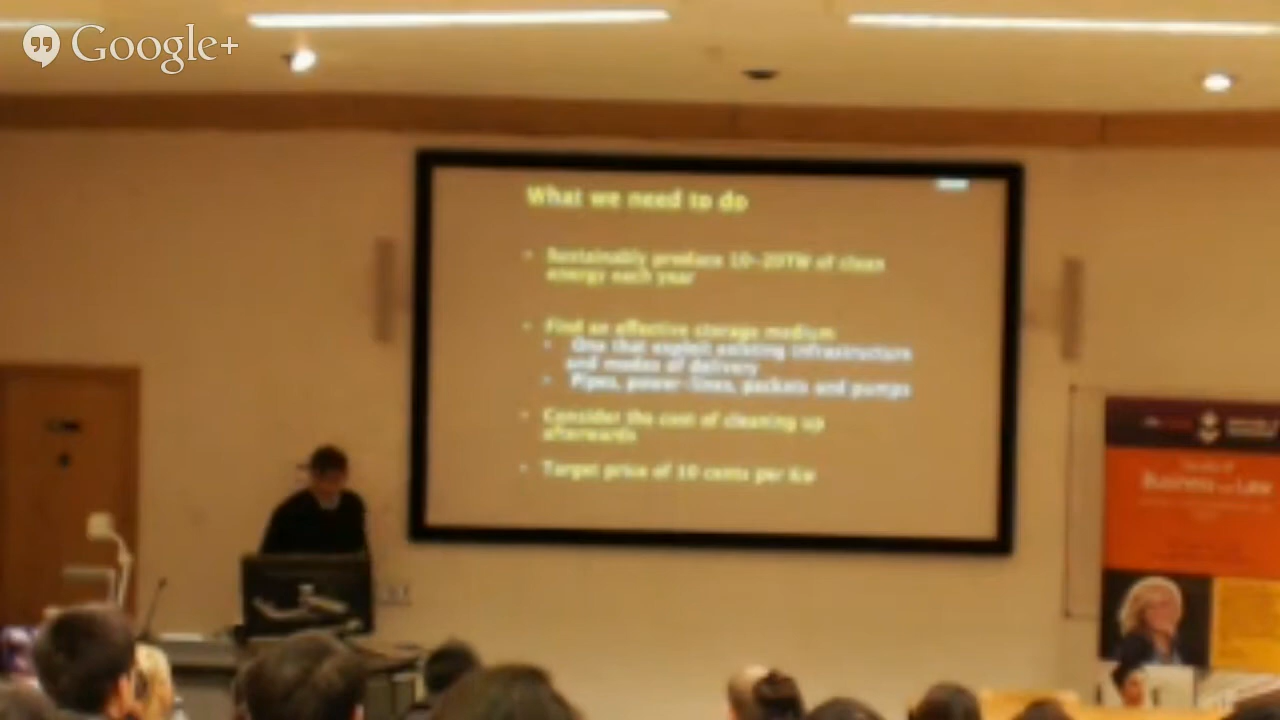 Google+
What we need to do
• Sustainably produce 10-20TW of clean
energy each year
• Find an effective storage medium
• One that exploit existing infrastructure
and modes of delivery
• Pipes, power-lines, packets and pumps
• Consider the cost of cleaning up
afterwards
• Target price of 10 cents per kw
Business and Law